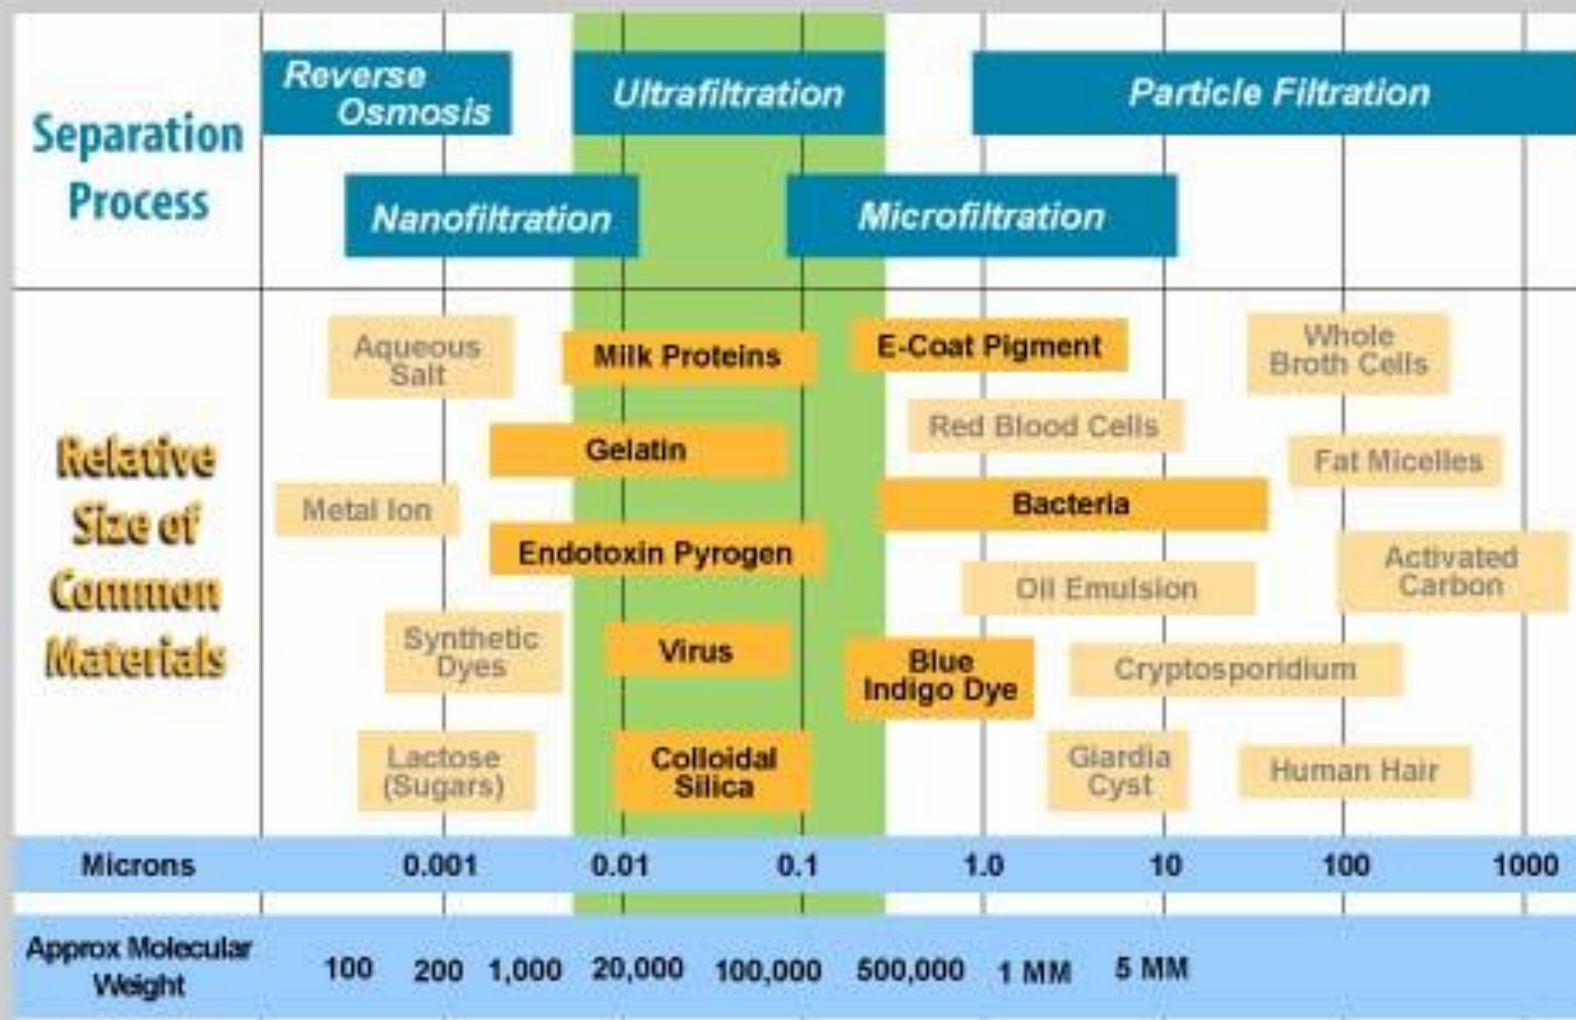 Separation
Process
Reverse
Osmosis
Ultrafiltration
Particle Filtration
Nanofiltration
Microfiltration
Relative
Size of
Common
Materials
Aqueous
Salt
Milk Proteins
E-Coat Pigment
Whole
Broth Cells
Red Blood Cells
Gelatin
Fat Micelles
Metal Ion
Bacteria
Endotoxin Pyrogen
Activated
Carbon
Oil Emulsion
Synthetic
Dyes
Virus
Blue
Indigo Dye
Cryptosporidium
Lactose
(Sugars)
Colloidal
Silica
Giardia
Cyst
Human Hair
Microns 0.001 0.01 0.1 1.0 10 100 1000
Approx Molecular
Weight
100 200 1,000 20,000 100,000 500,000 1 MM 5 MM